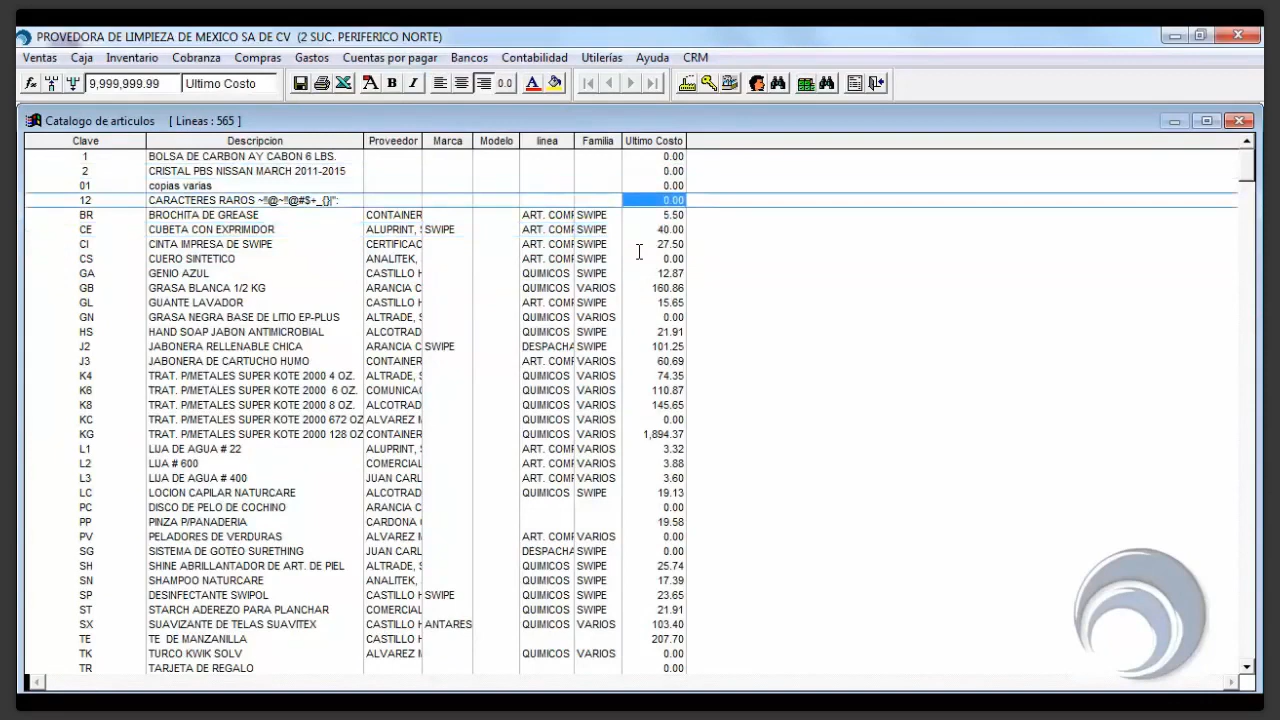 PROVEDORA DE LIMPIEZA DE MEXICO SA DE CV (2 SUC. PERIFERICO NORTE)
Ventas Caja Inventario Cobranza Compras Gastos Cuentas por pagar Bancos Contabilidad Utilerías Ayuda CRM
9,999,999.99 Ultimo Costo 0.0
Catalogo de articulos [ Lineas : 565 ]
Clave Descripcion Proveedor Marca Modelo linea Familia Ultimo Costo
1 BOLSA DE CARBON AY CABON 6 LBS. 0.00
2 CRISTAL PBS NISSAN MARCH 2011-2015 0.00
01 copias varias 0.00
12 CARACTERES RAROS ~!!@~!!@#$+_{}|": 0.00
BR BROCHITA DE GREASE CONTAINER ART. COMF SWIPE 5.50
CE CUBETA CON EXPRIMIDOR ALUPRINT, S SWIPE ART. COMF SWIPE 40.00
CI CINTA IMPRESA DE SWIPE CERTIFICAC ART. COMF SWIPE 27.50
CS CUERO SINTETICO ANALITEK, ART. COMF SWIPE 0.00
GA GENIO AZUL CASTILLO H QUIMICOS SWIPE 12.87
GB GRASA BLANCA 1/2 KG ARANCIA C QUIMICOS VARIOS 160.86
GL GUANTE LAVADOR CASTILLO H ART. COMF SWIPE 15.65
GN GRASA NEGRA BASE DE LITIO EP-PLUS ALTRADE, S QUIMICOS VARIOS 0.00
HS HAND SOAP JABON ANTIMICROBIAL ALCOTRAD QUIMICOS SWIPE 21.91
J2 JABONERA RELLENABLE CHICA ARANCIA C SWIPE DESPACHA SWIPE 101.25
J3 JABONERA DE CARTUCHO HUMO CONTAINER ART. COMF VARIOS 60.69
K4 TRAT. P/METALES SUPER KOTE 2000 4 OZ. ALTRADE, S QUIMICOS VARIOS 74.35
K6 TRAT. P/METALES SUPER KOTE 2000 6 OZ. COMUNICAC QUIMICOS VARIOS 110.87
K8 TRAT. P/METALES SUPER KOTE 2000 8 OZ. ALCOTRAD QUIMICOS VARIOS 145.65
KC TRAT. P/METALES SUPER KOTE 2000 672 OZ ALVAREZ M QUIMICOS VARIOS 0.00
KG TRAT. P/METALES SUPER KOTE 2000 128 OZ CONTAINER QUIMICOS VARIOS 1,894.37
L1 LIJA DE AGUA # 22 ALUPRINT, S ART. COMF VARIOS 3.32
L2 LIJA # 600 COMERCIAL ART. COMF VARIOS 3.88
L3 LIJA DE AGUA # 400 JUAN CARL ART. COMF VARIOS 3.60
LC LOCION CAPILAR NATURCARE ALCOTRAD QUIMICOS SWIPE 19.13
PC DISCO DE PELO DE COCHINO ARANCIA C 0.00
PP PINZA P/PANADERIA CARDONA 19.58
PV PELADORES DE VERDURAS ALVAREZ M ART. COMF VARIOS 0.00
SG SISTEMA DE GOTEO SURETHING JUAN CARL DESPACHA SWIPE 0.00
SH SHINE ABRILLANTADOR DE ART. DE PIEL ALTRADE, S QUIMICOS SWIPE 25.74
SN SHAMPOO NATURCARE ANALITEK, QUIMICOS SWIPE 17.39
SP DESINFECTANTE SWIPOL CASTILLO H SWIPE QUIMICOS SWIPE 23.65
ST STARCH ADEREZO PARA PLANCHAR COMERCIAL QUIMICOS SWIPE 21.91
SX SUAVIZANTE DE TELAS SUAVITEX CASTILLO H ANTARES QUIMICOS VARIOS 103.40
TE TE DE MANZANILLA CASTILLO H 207.70
TK TURCO KWIK SOLV ALVAREZ M QUIMICOS VARIOS 0.00
TR TARJETA DE REGALO 0.00